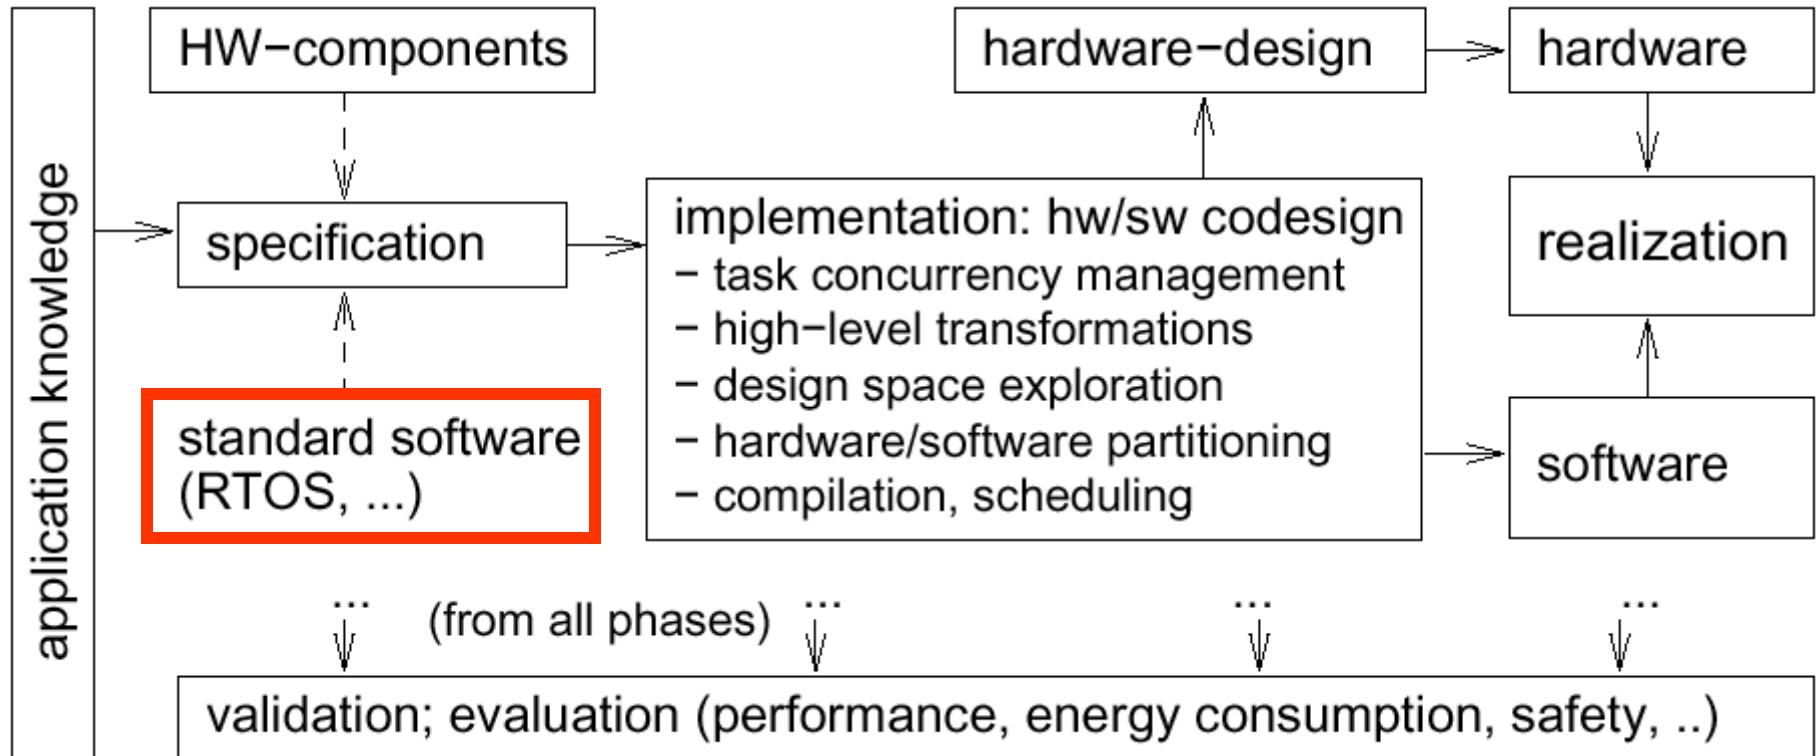 application knowledge
HW−components
hardware−design
hardware
specification
implementation: hw/sw codesign
− task concurrency management
− high−level transformations
− design space exploration
− hardware/software partitioning
− compilation, scheduling
realization
standard software
(RTOS, ...)
software
... (from all phases) ... ... ...
validation; evaluation (performance, energy consumption, safety, ..)